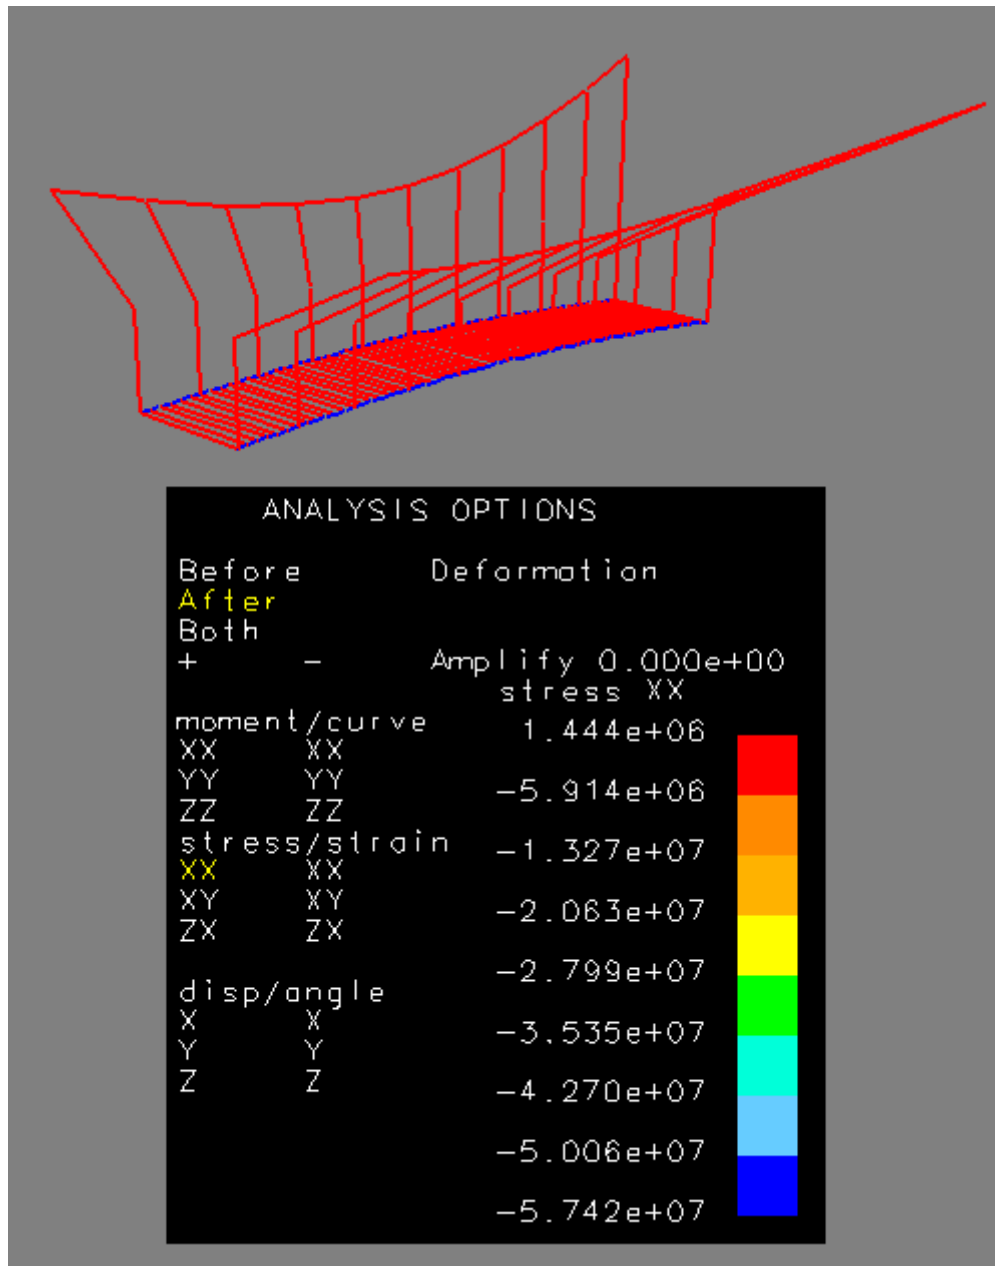 ANALYSIS OPTIONS
Before Deformation
After
Both
+ - Amplify 0.000e+00
stress XX
moment/curve 1.444e+06
XX XX
YY YY -5.914e+06
ZZ ZZ
stress/strain -1.327e+07
XX XX
XY XY -2.063e+07
ZX ZX
-2.799e+07
disp/angle
X X -3.535e+07
Y Y
Z Z -4.270e+07
-5.006e+07
-5.742e+07